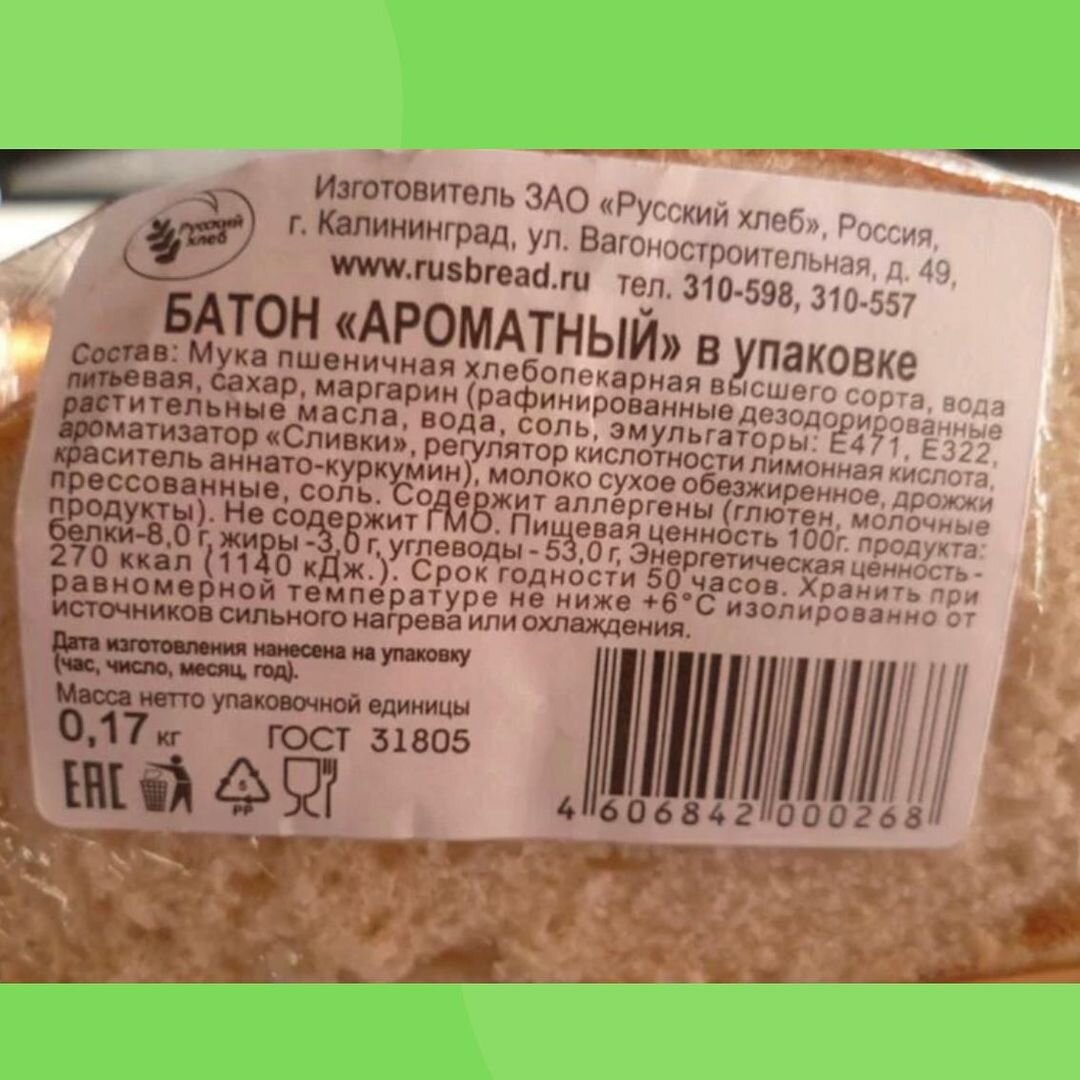 Русский
хлеб
Изготовитель ЗАО «Русский хлеб», Россия,
г. Калининград, ул. Вагоностроительная, д. 49,
www.rusbread.ru тел. 310-598, 310-557
БАТОН «АРОМАТНЫЙ» в упаковке
Состав: Мука пшеничная хлебопекарная высшего сорта, вода
питьевая, сахар, маргарин (рафинированные дезодорированные
растительные масла, вода, соль, эмульгаторы: Е471, Е322,
ароматизатор «Сливки», регулятор кислотности лимонная кислота,
краситель аннато-куркумин), молоко сухое обезжиренное, дрожжи
прессованные, соль. Содержит аллергены (глютен, молочные
продукты). Не содержит ГМО. Пищевая ценность 100г. продукта:
белки-8,0 г, жиры -3,0 г, углеводы - 53,0 г, Энергетическая ценность -
270 ккал (1140 кДж.). Срок годности 50 часов. Хранить при
равномерной температуре не ниже +6°С изолированно от
источников сильного нагрева или охлаждения.
Дата изготовления нанесена на упаковку
(час, число, месяц, год).
Масса нетто упаковочной единицы
0,17 кг ГОСТ 31805
EAC
5
PP
4 606842 000268